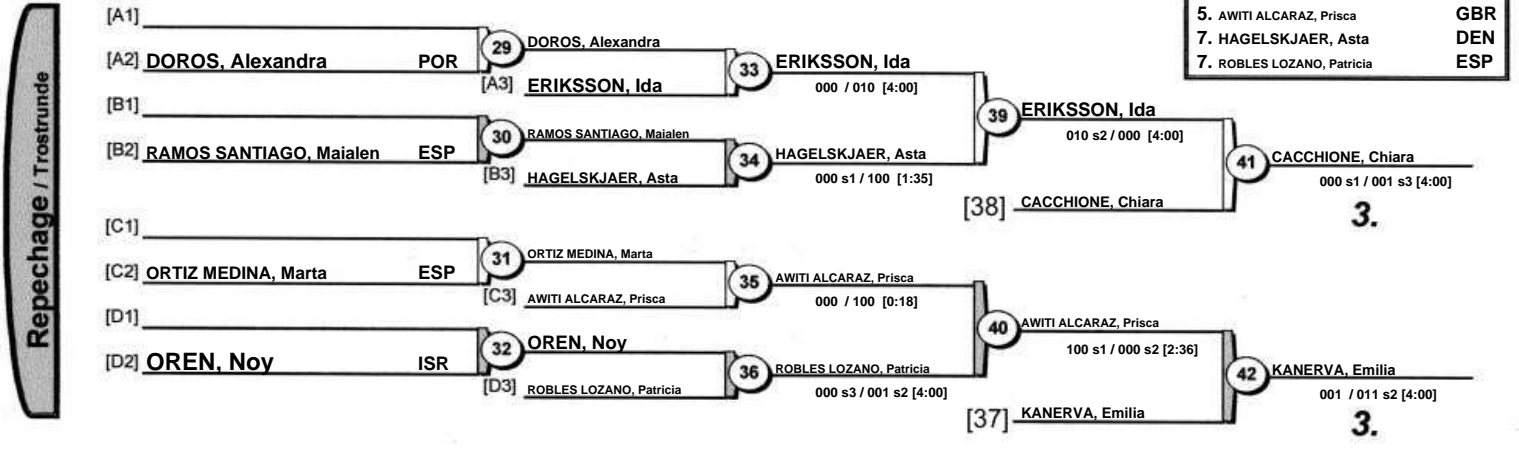 Repechage / Trostrunde
[A1]
[A2] DOROS, Alexandra POR
29
DOROS, Alexandra
[A3] ERIKSSON, Ida
33
ERIKSSON, Ida
000 / 010 [4:00]
[B1]
[B2] RAMOS SANTIAGO, Maialen ESP
30
RAMOS SANTIAGO, Maialen
[B3] HAGELSKJAER, Asta
34
HAGELSKJAER, Asta
000 s1 / 100 [1:35]
39
ERIKSSON, Ida
010 s2 / 000 [4:00]
[38] CACCHIONE, Chiara
41
CACCHIONE, Chiara
000 s1 / 001 s3 [4:00]
3.
[C1]
[C2] ORTIZ MEDINA, Marta ESP
31
ORTIZ MEDINA, Marta
[C3] AWITI ALCARAZ, Prisca
35
AWITI ALCARAZ, Prisca
000 / 100 [0:18]
[D1]
[D2] OREN, Noy ISR
32
OREN, Noy
[D3] ROBLES LOZANO, Patricia
36
ROBLES LOZANO, Patricia
000 s3 / 001 s2 [4:00]
40
AWITI ALCARAZ, Prisca
100 s1 / 000 s2 [2:36]
[37] KANERVA, Emilia
42
KANERVA, Emilia
001 / 011 s2 [4:00]
3.
5. AWITI ALCARAZ, Prisca GBR
7. HAGELSKJAER, Asta DEN
7. ROBLES LOZANO, Patricia ESP